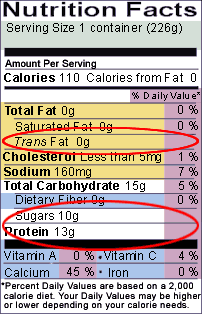 Nutrition Facts
Serving Size 1 container (226g)
Amount Per Serving
Calories 110 Calories from Fat 0
% Daily Value*
Total Fat 0g 0 %
Saturated Fat 0g 0 %
Trans Fat 0g
Cholesterol Less than 5mg 1 %
Sodium 160mg 7 %
Total Carbohydrate 15g 5 %
Dietary Fiber 0g 0 %
Sugars 10g
Protein 13g
Vitamin A 0 % • Vitamin C 4 %
Calcium 45 % • Iron 0 %
*Percent Daily Values are based on a 2,000
calorie diet. Your Daily Values may be higher
or lower depending on your calorie needs.